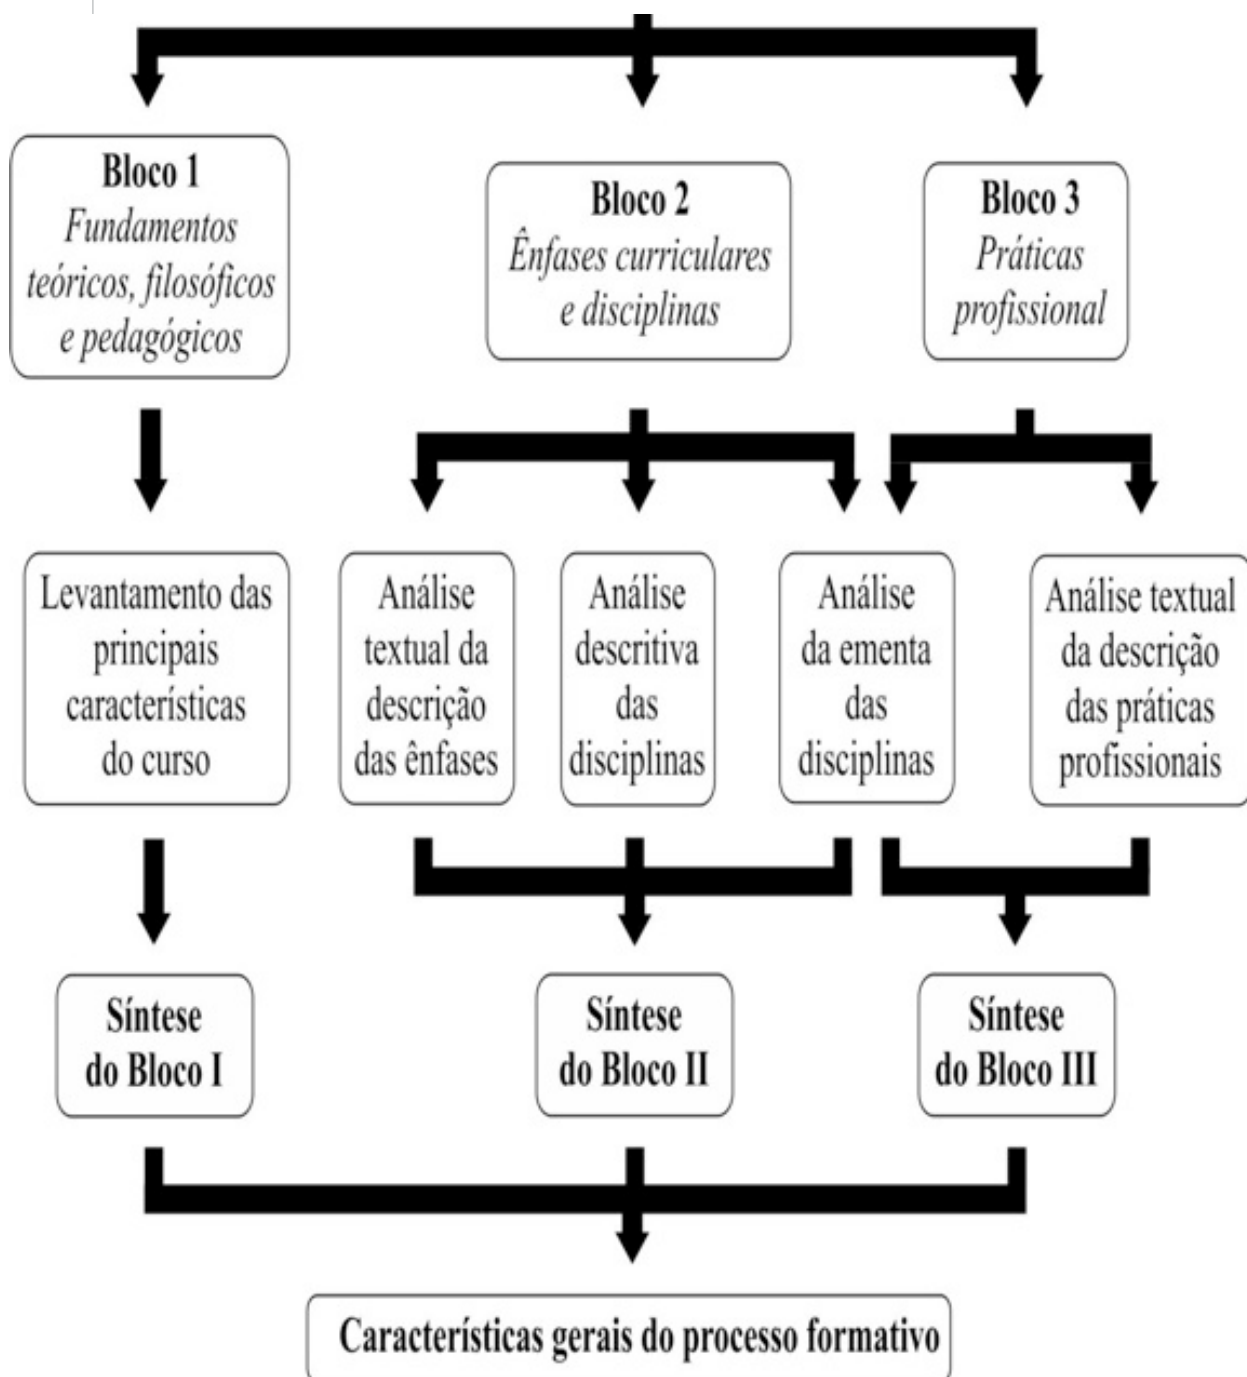 Bloco 1
Fundamentos
teóricos, filosóficos
e pedagógicos
Bloco 2
Ênfases curriculares
e disciplinas
Bloco 3
Práticas
profissional
Levantamento das
principais
características
do curso
Análise
textual da
descrição
das ênfases
Análise
descritiva
das
disciplinas
Análise
da ementa
das
disciplinas
Análise textual
da descrição
das práticas
profissionais
Síntese
do Bloco I
Síntese
do Bloco II
Síntese
do Bloco III
Características gerais do processo formativo